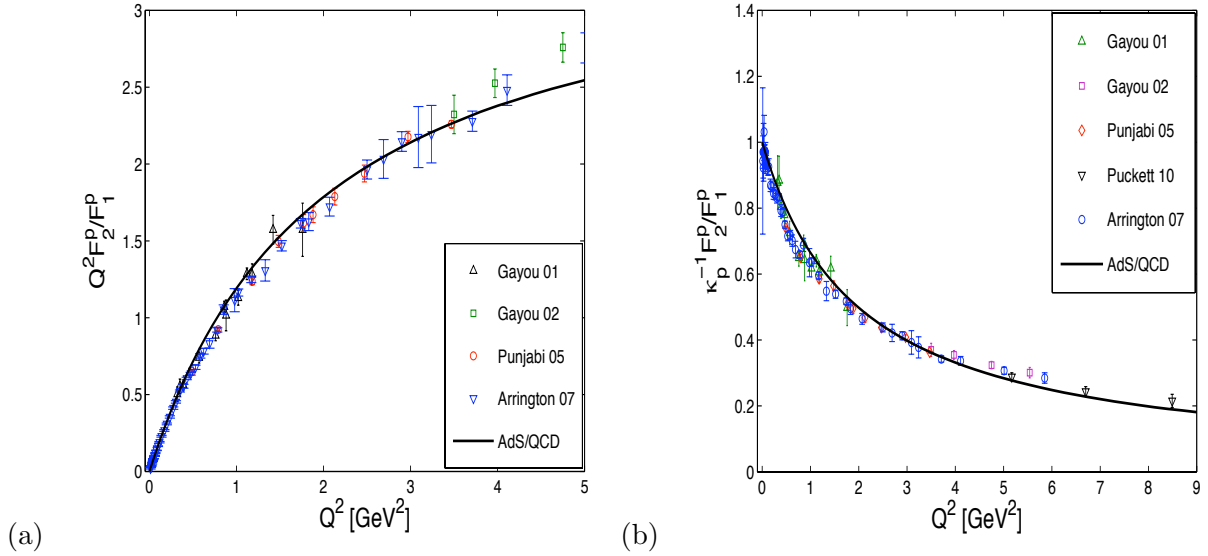 3
2.5
2
1.5
1
0.5
0
Q²F₂ᵖ/F₁ᵖ
Gayou 01
Gayou 02
Punjabi 05
Arrington 07
AdS/QCD
0 1 2 3 4 5
Q² [GeV²]
(a)
1.4
1.2
1
0.8
0.6
0.4
0.2
0
κₚ⁻¹F₂ᵖ/F₁ᵖ
Gayou 01
Gayou 02
Punjabi 05
Puckett 10
Arrington 07
AdS/QCD
0 1 2 3 4 5 6 7 8 9
Q² [GeV²]
(b)